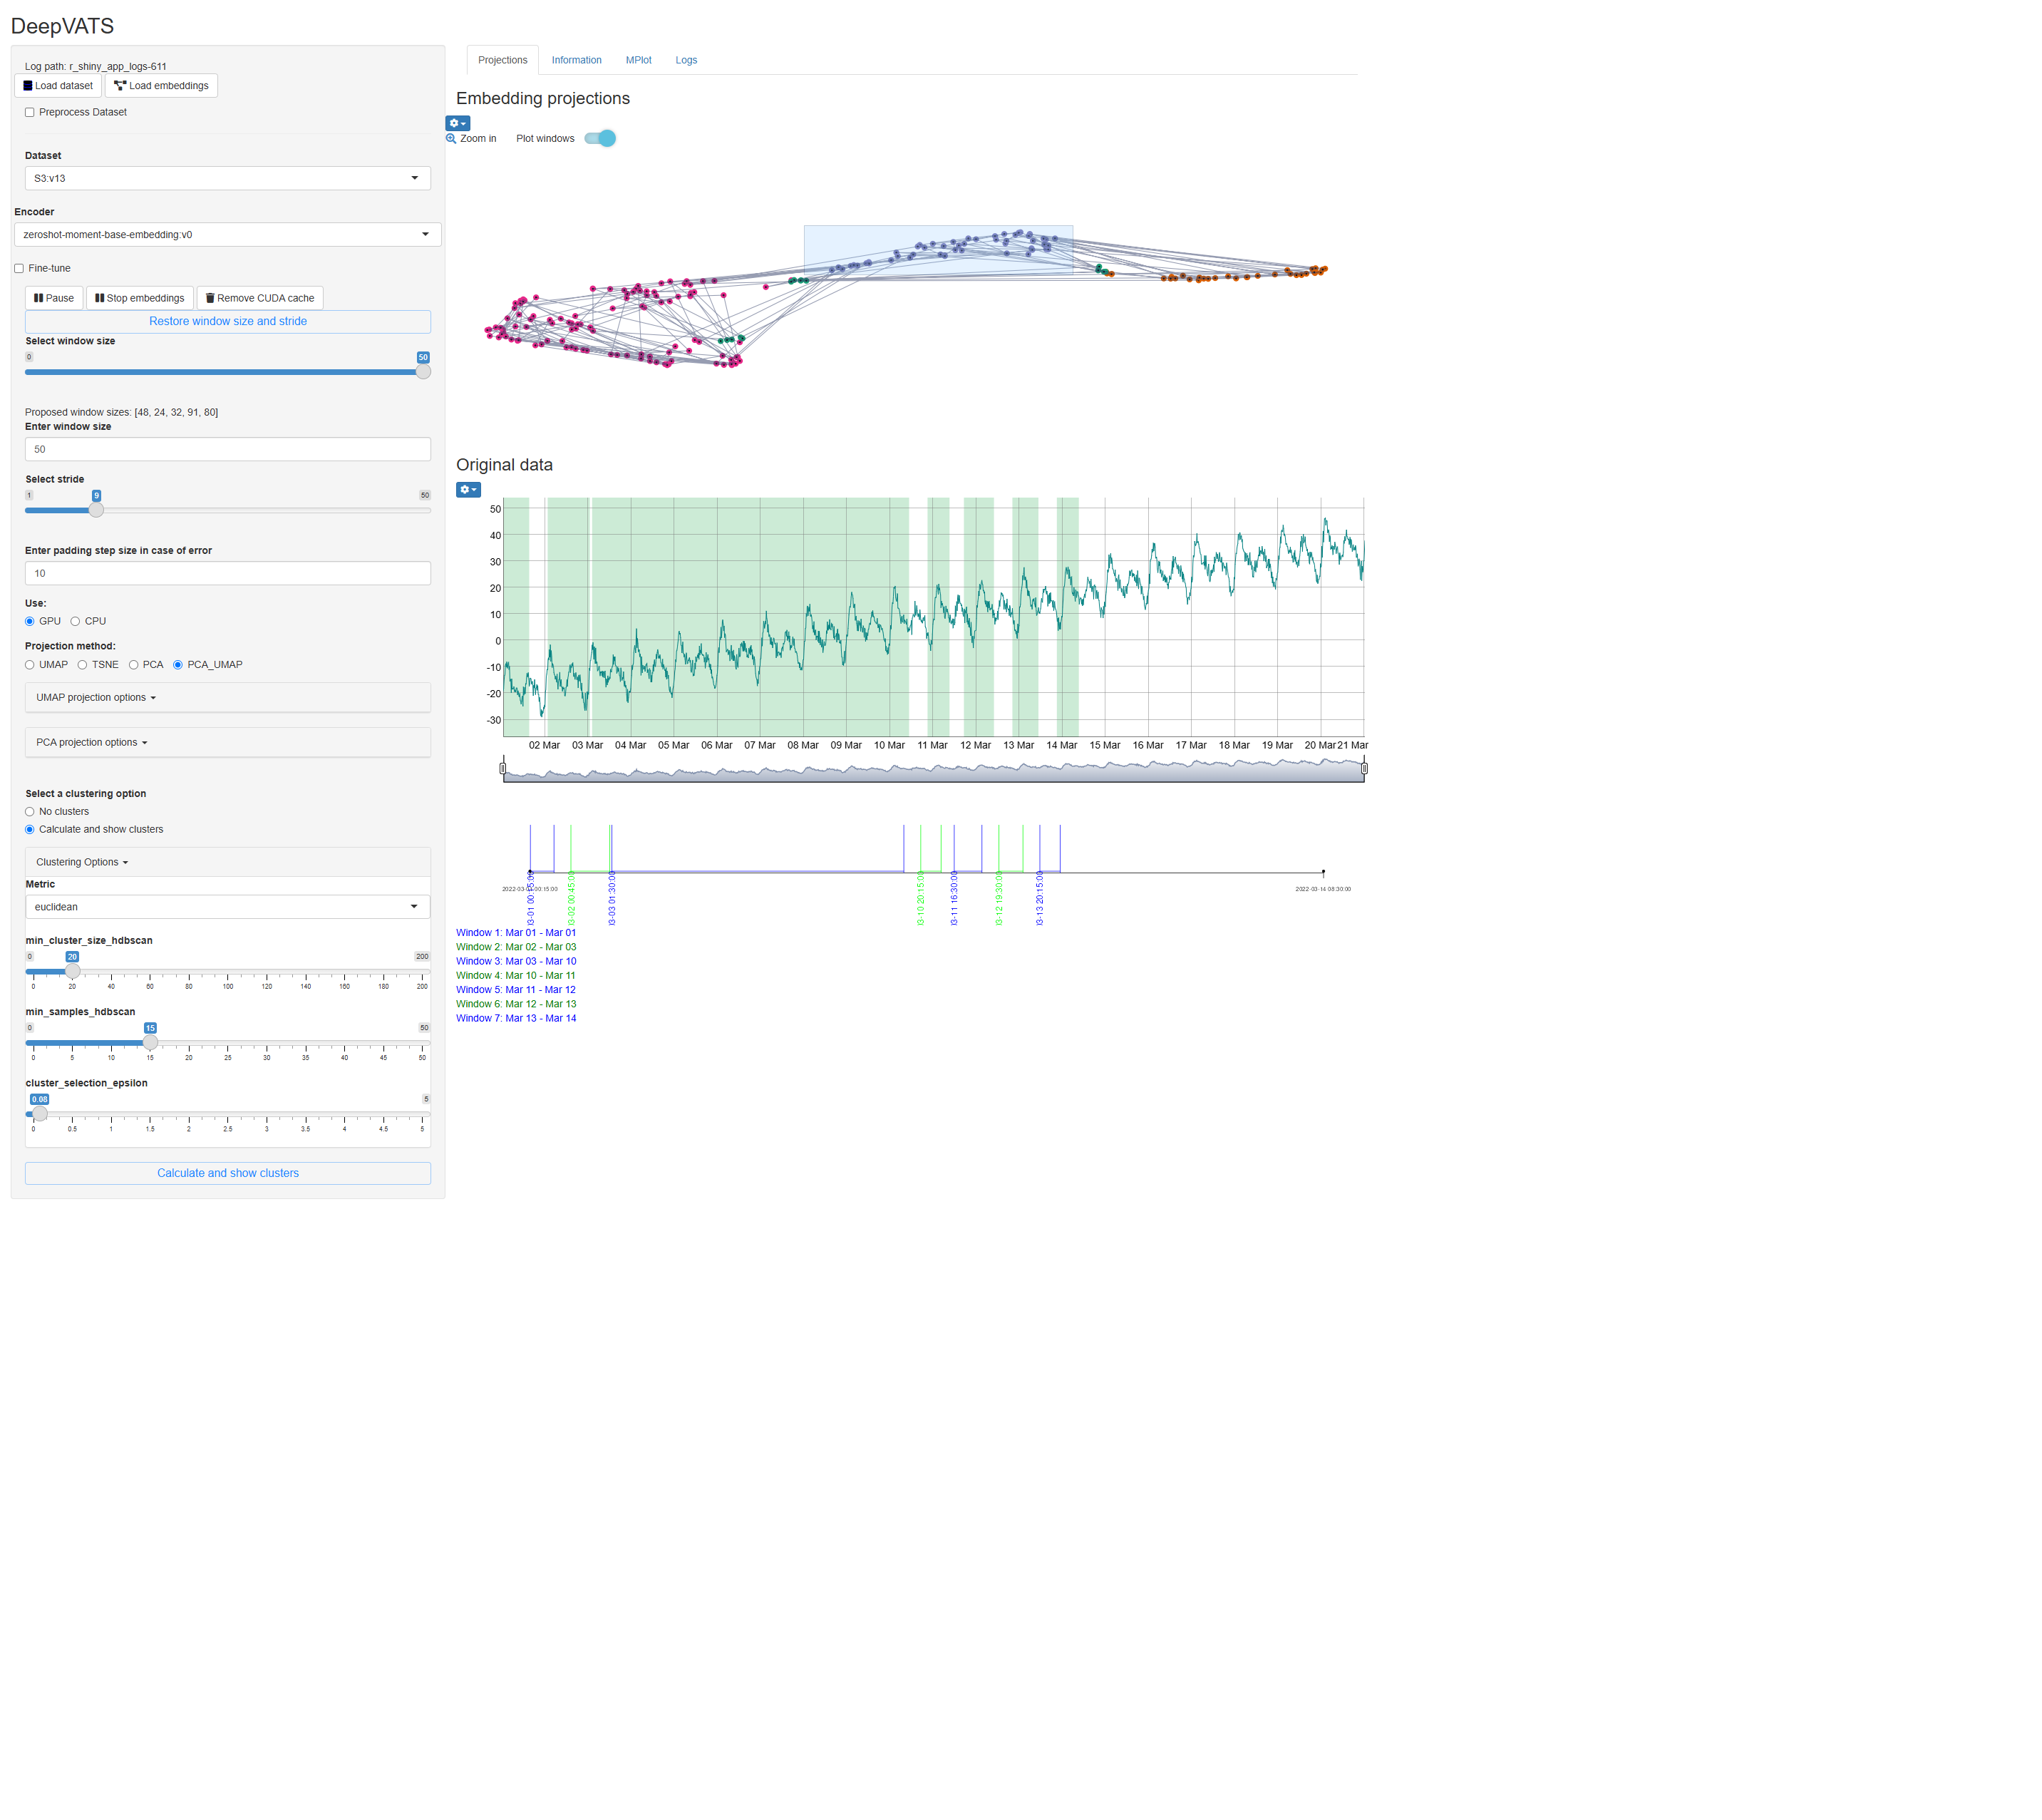 DeepVATS
Log path: r_shiny_app_logs-611
Load dataset Load embeddings
Preprocess Dataset
Dataset
S3:v13
Encoder
zeroshot-moment-base-embedding:v0
Fine-tune
Pause Stop embeddings Remove CUDA cache
Restore window size and stride
Select window size
0 50
Proposed window sizes: [48, 24, 32, 91, 80]
Enter window size
50
Select stride
1 9 50
Enter padding step size in case of error
10
Use:
GPU CPU
Projection method:
UMAP TSNE PCA PCA_UMAP
UMAP projection options
PCA projection options
Select a clustering option
No clusters
Calculate and show clusters
Clustering Options
Metric
euclidean
min_cluster_size_hdbscan
0 20 200
0 20 40 60 80 100 120 140 160 180 200
min_samples_hdbscan
0 15 50
0 5 10 15 20 25 30 35 40 45 50
cluster_selection_epsilon
0.08 5
0 0.5 1 1.5 2 2.5 3 3.5 4 4.5 5
Calculate and show clusters
Projections Information MPlot Logs
Embedding projections
Zoom in Plot windows
Original data
50
40
30
20
10
0
-10
-20
-30
02 Mar 03 Mar 04 Mar 05 Mar 06 Mar 07 Mar 08 Mar 09 Mar 10 Mar 11 Mar 12 Mar 13 Mar 14 Mar 15 Mar 16 Mar 17 Mar 18 Mar 19 Mar 20 Mar 21 Mar
2022-03- 00:15:00 2022-03-14 08:30:00
3-01 00:15:00
3-02 00:45:00
3-03 01:30:00
3-10 20:15:00
3-11 16:30:00
3-12 19:30:00
3-13 20:15:00
Window 1: Mar 01 - Mar 01
Window 2: Mar 02 - Mar 03
Window 3: Mar 03 - Mar 10
Window 4: Mar 10 - Mar 11
Window 5: Mar 11 - Mar 12
Window 6: Mar 12 - Mar 13
Window 7: Mar 13 - Mar 14